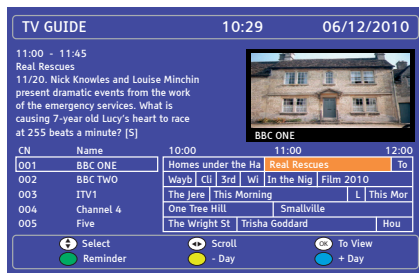 TV GUIDE 10:29 06/12/2010
11:00 - 11:45
Real Rescues
11/20. Nick Knowles and Louise Minchin
present dramatic events from the work
of the emergency services. What is
causing 7-year old Lucy's heart to race
at 255 beats a minute? [S]
BBC ONE
CN Name 10:00 11:00 12:00
001 BBC ONE Homes under the Ha Real Rescues To
002 BBC TWO Wayb Cli 3rd Wi In the Nig Film 2010
003 ITV1 The Jere This Morning L This Mor
004 Channel 4 One Tree Hill Smallville
005 Five The Wright St Trisha Goddard Hou
Select Scroll OK To View
Reminder - Day + Day